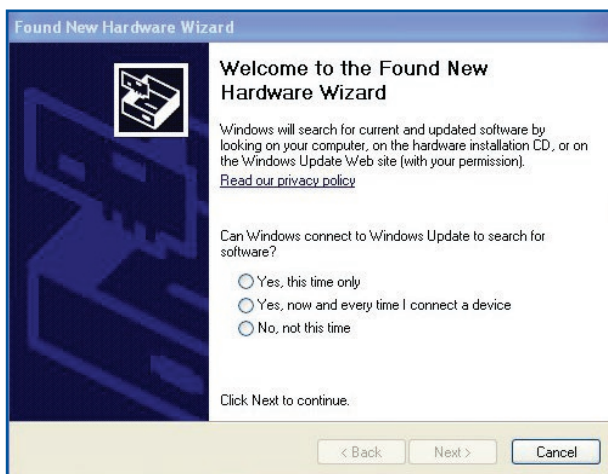 Found New Hardware Wizard
Welcome to the Found New
Hardware Wizard
Windows will search for current and updated software by
looking on your computer, on the hardware installation CD, or on
the Windows Update Web site (with your permission).
Read our privacy policy
Can Windows connect to Windows Update to search for
software?
Yes, this time only
Yes, now and every time I connect a device
No, not this time
Click Next to continue.
< Back
Next >
Cancel